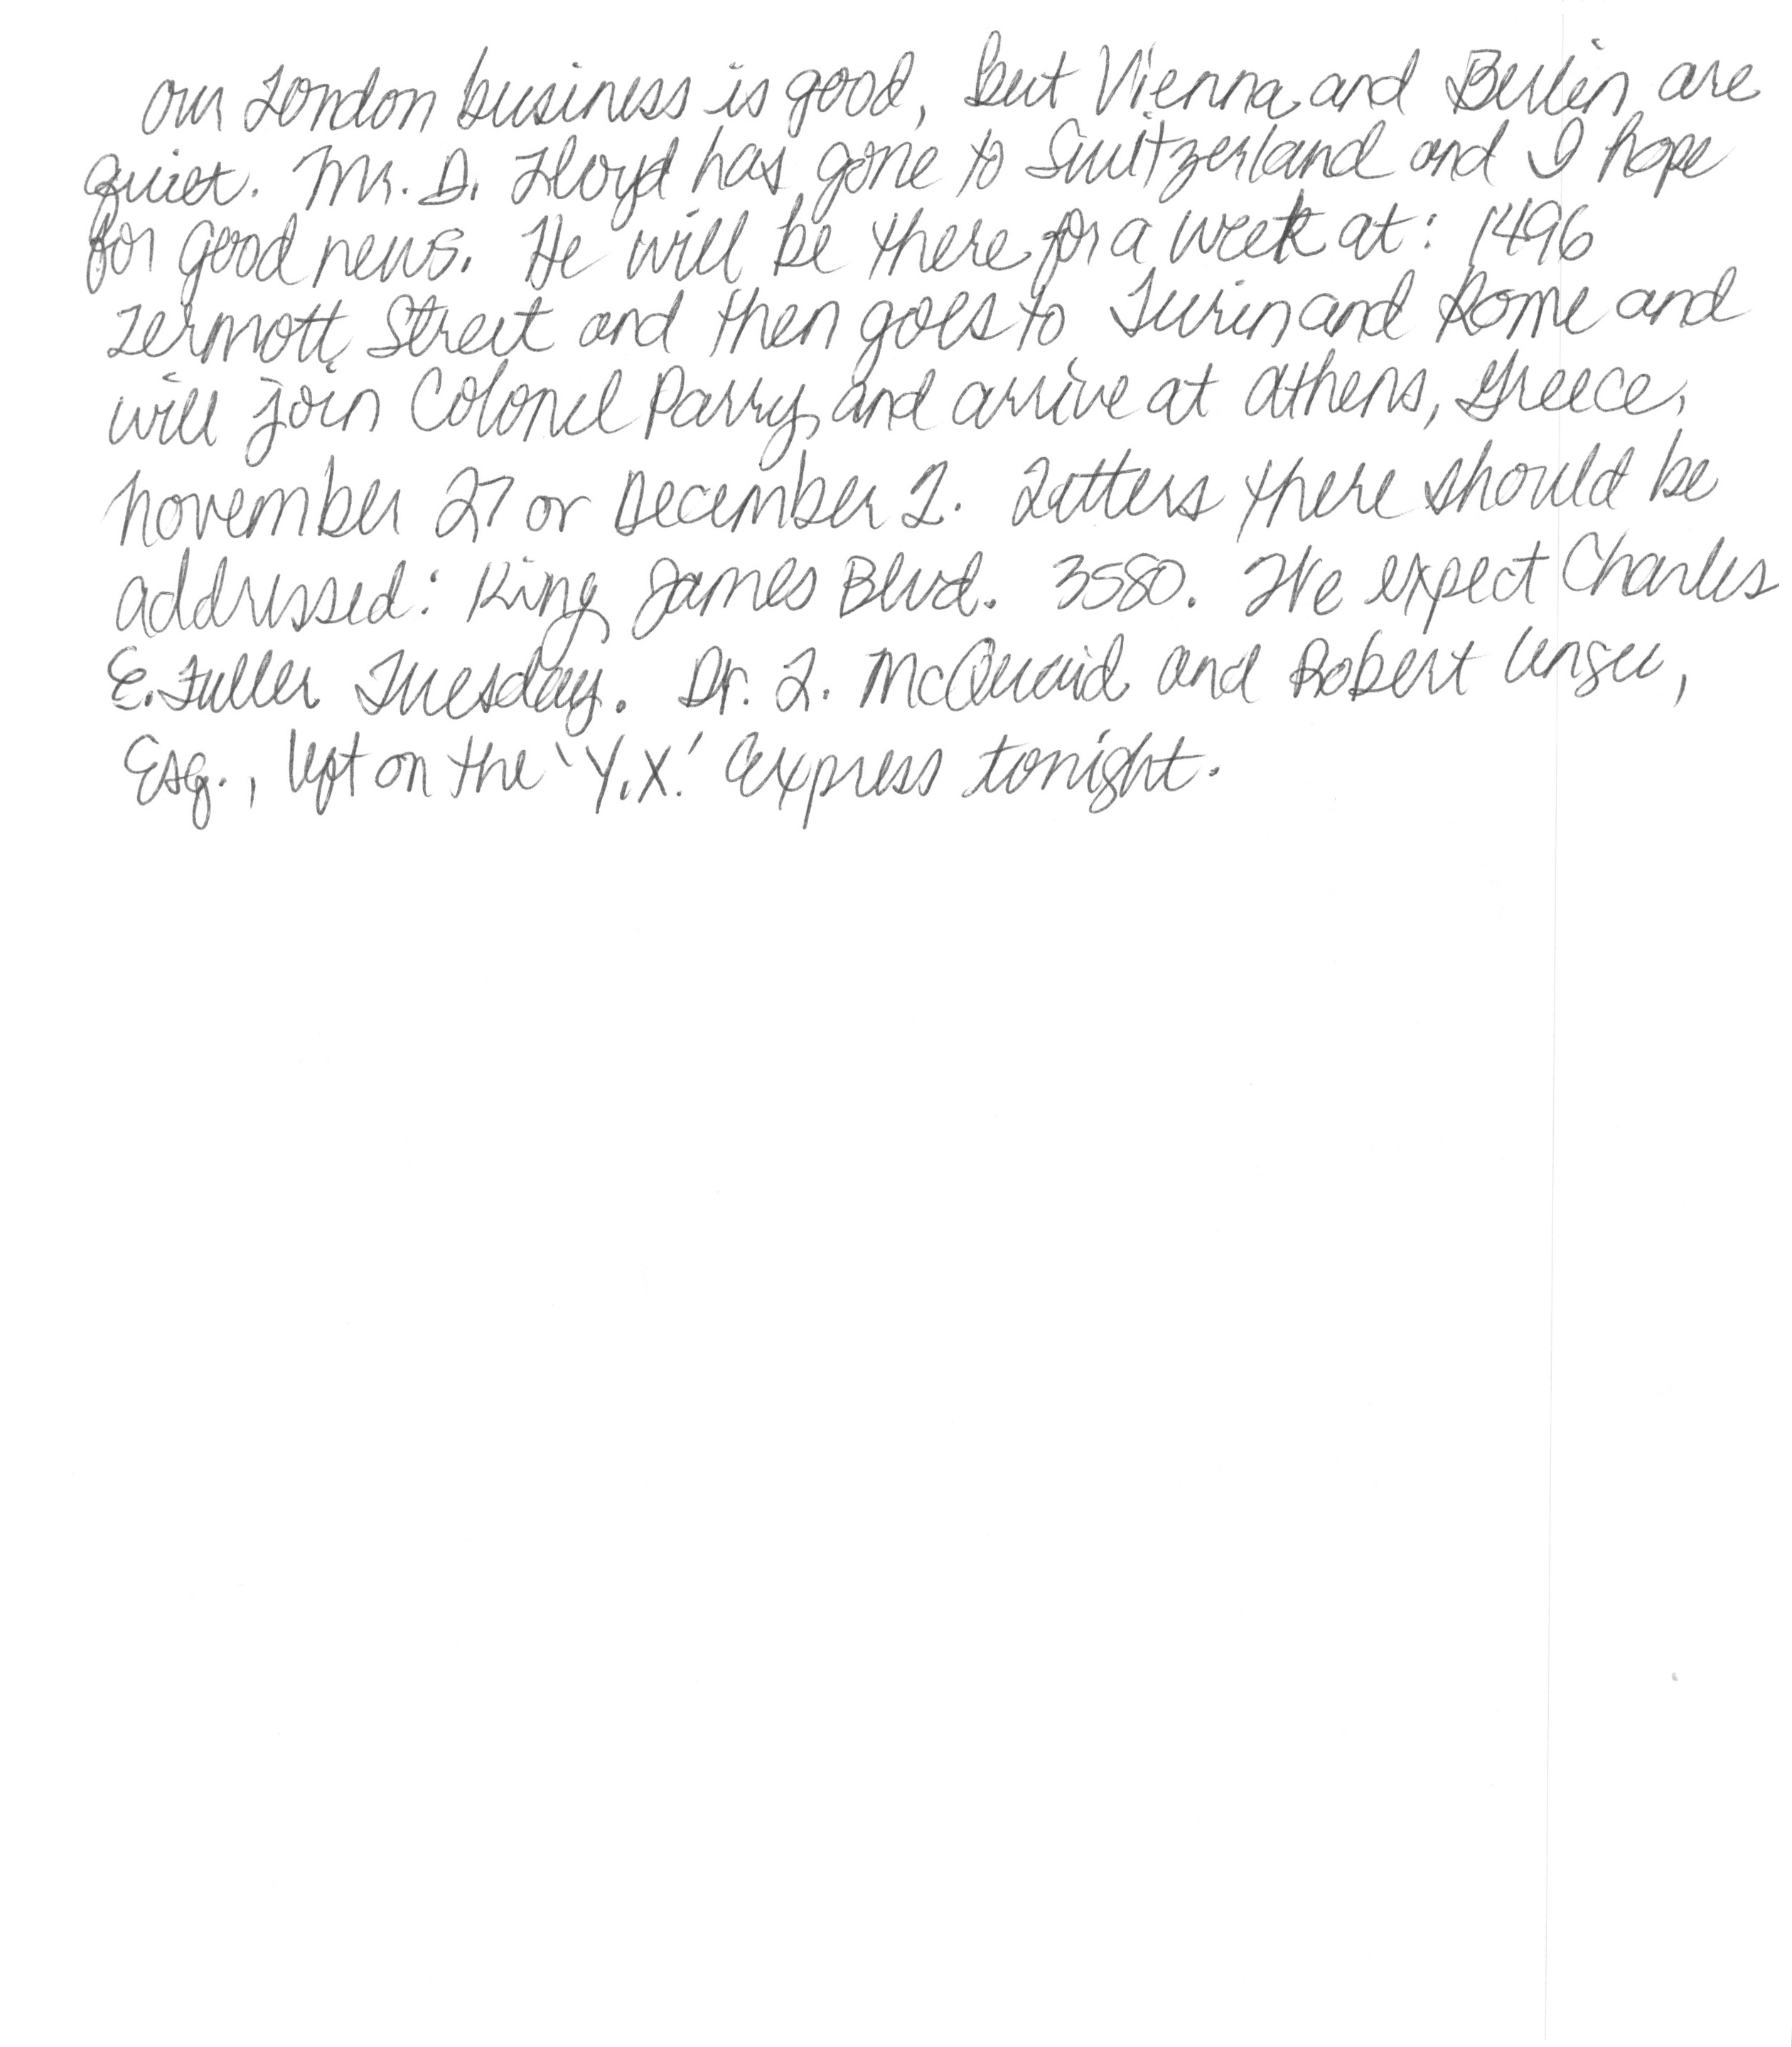 Our London business is good, but Vienna and Berlin are
quiet. Mr. D. Lloyd has gone to Switzerland and I hope
for good news. He will be there for a week at: 1496
Zermott Street and then goes to Turin and Rome and
will join Colonel Parry and arrive at Athens, Greece,
November 27 or December 2. Letters there should be
addressed: King James Blvd. 3580. We expect Charles
E. Fuller Tuesday. Dr. L. McQuaid and Robert Unger,
Esq., left on the 'Y.X.' Express tonight.